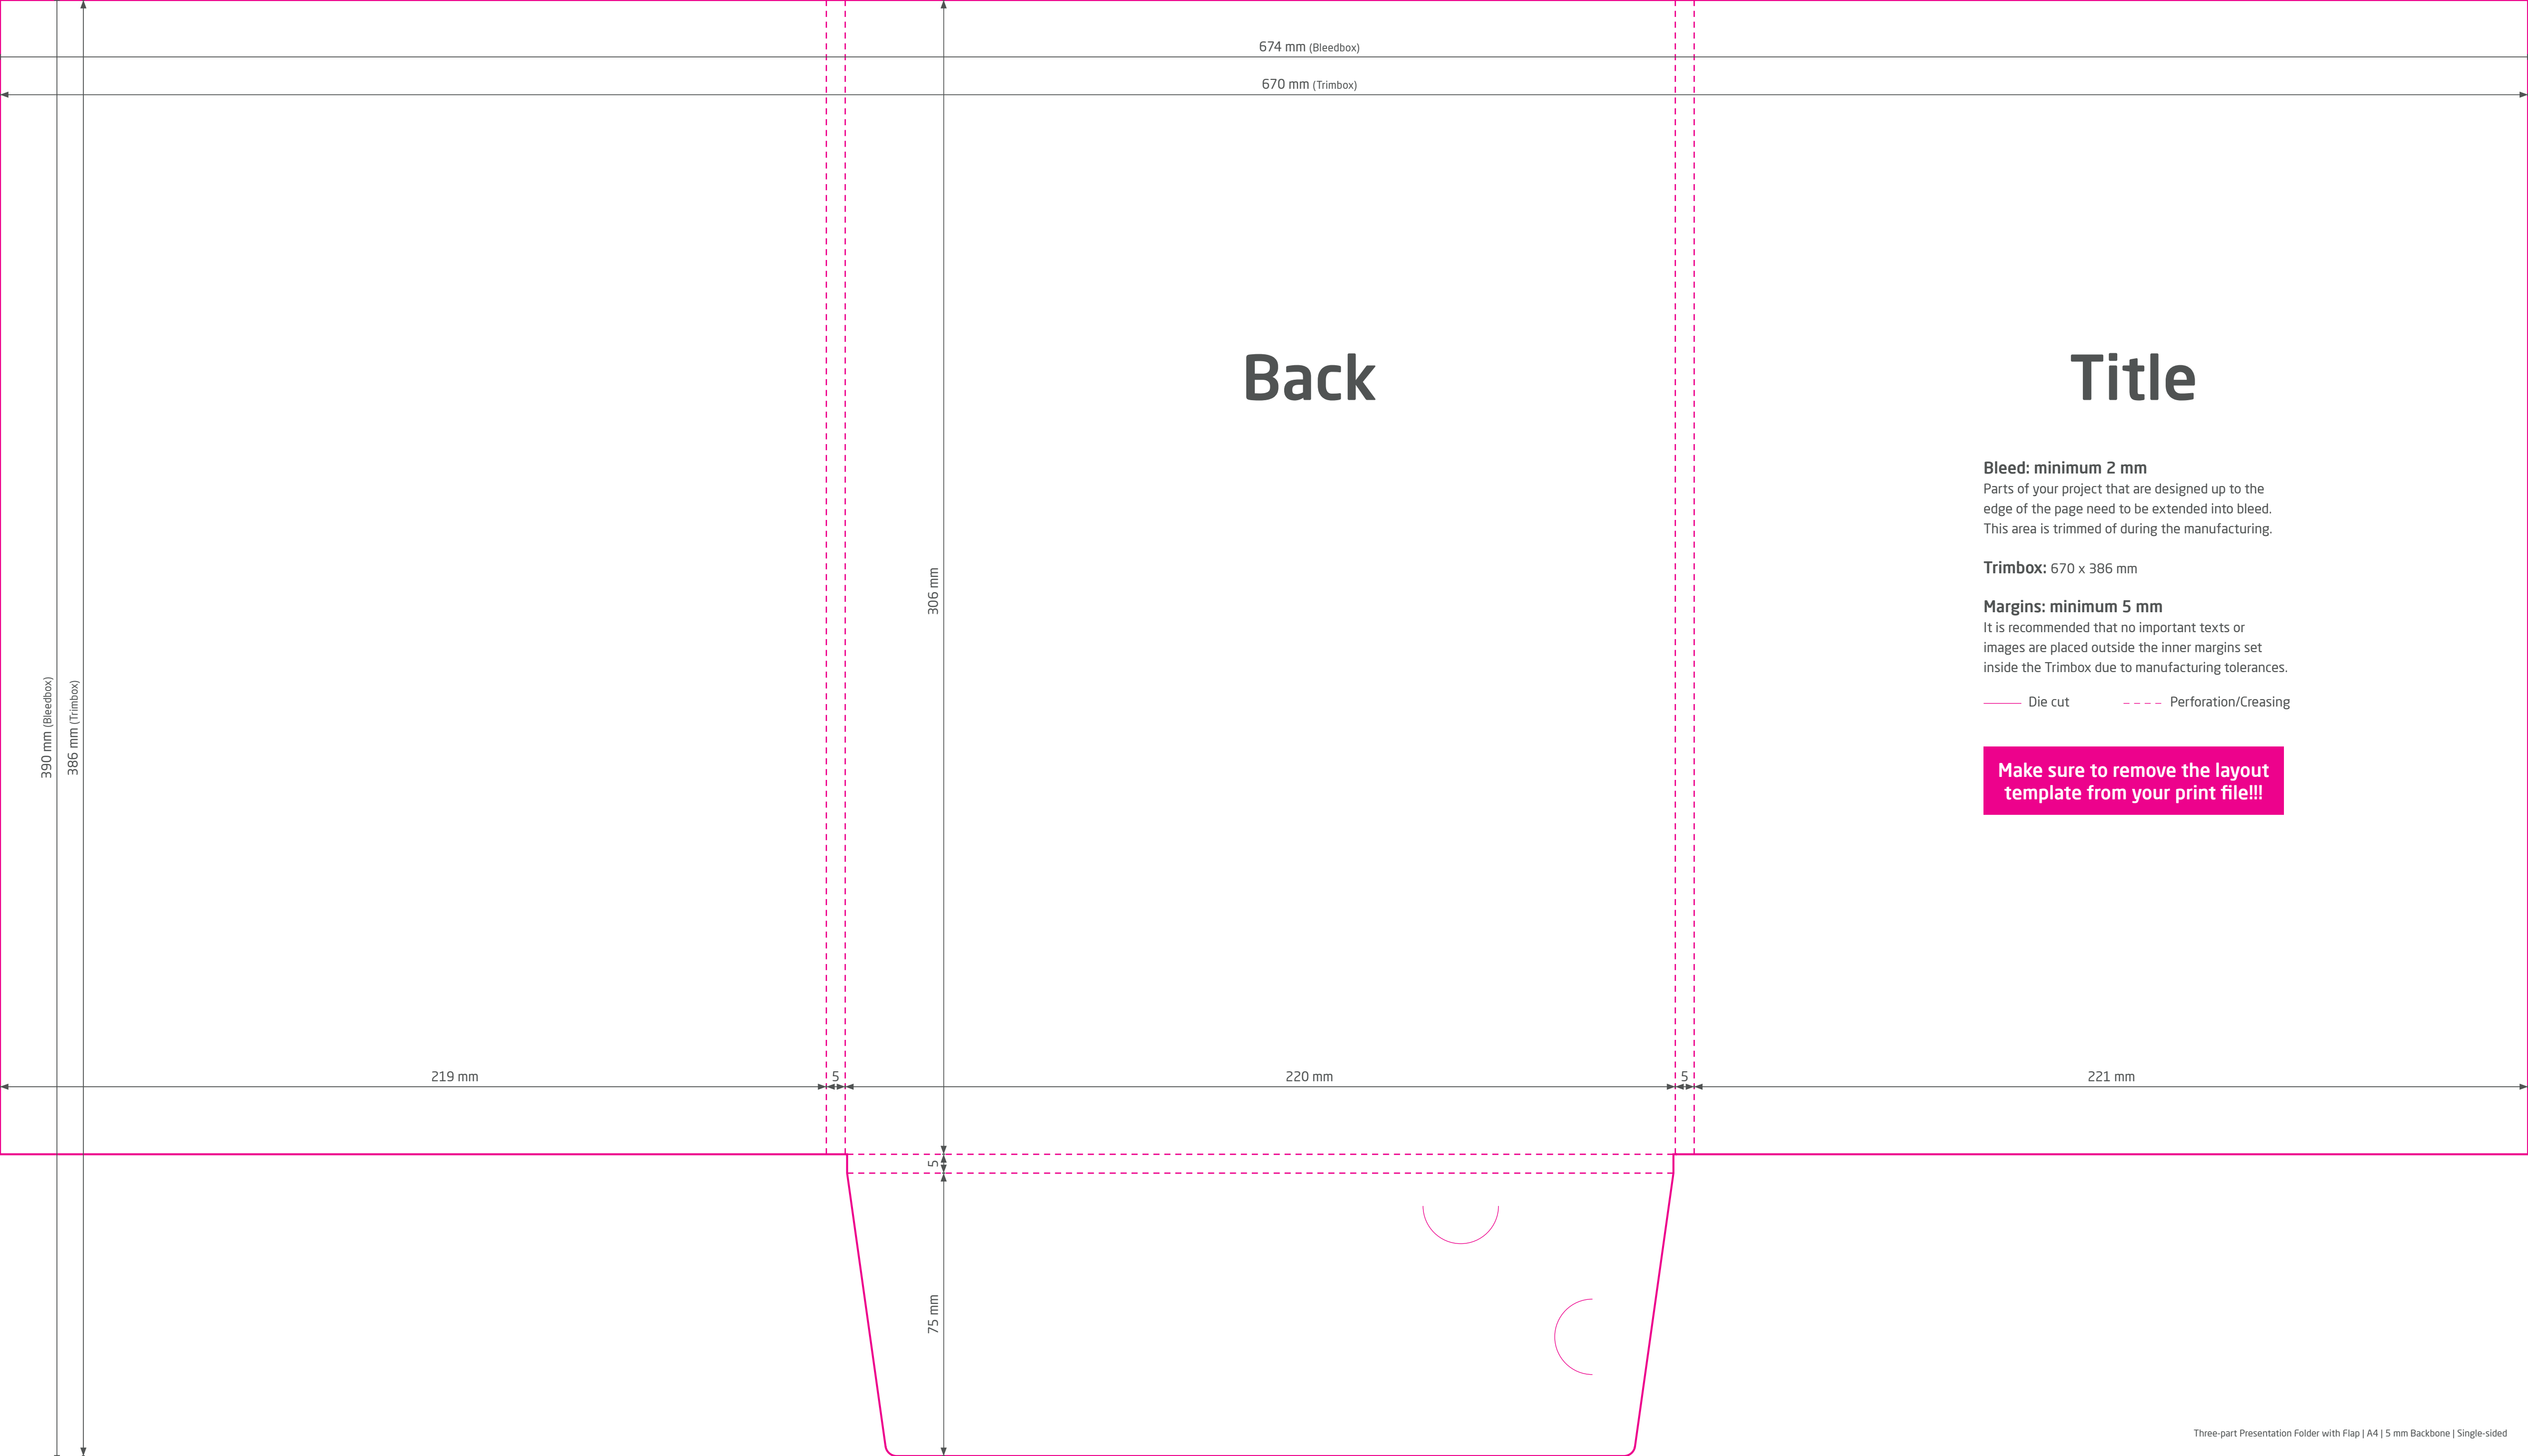 674 mm (Bleedbox)
670 mm (Trimbox)
Back
Title
Bleed: minimum 2 mm
Parts of your project that are designed up to the
edge of the page need to be extended into bleed.
This area is trimmed of during the manufacturing.
Trimbox: 670 x 386 mm
Margins: minimum 5 mm
It is recommended that no important texts or
images are placed outside the inner margins set
inside the Trimbox due to manufacturing tolerances.
Die cut
Perforation/Creasing
Make sure to remove the layout
template from your print file!!!
306 mm
390 mm (Bleedbox)
386 mm (Trimbox)
219 mm
5
220 mm
5
221 mm
5
75 mm
Three-part Presentation Folder with Flap | A4 | 5 mm Backbone | Single-sided